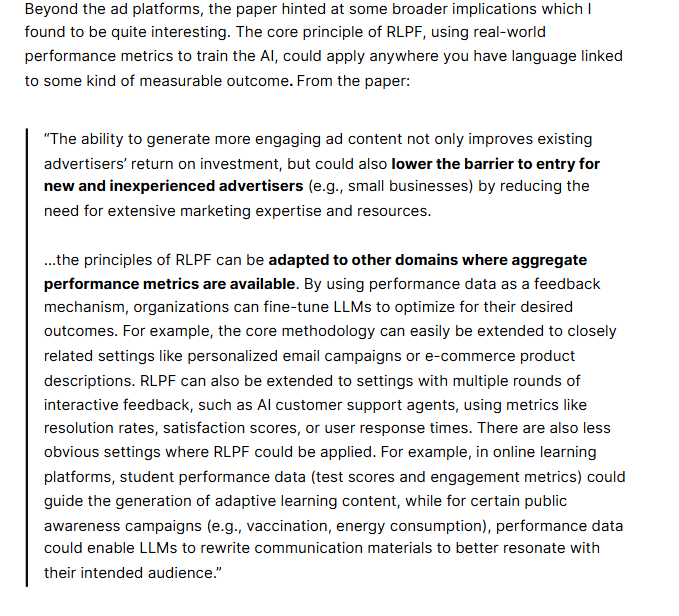 Beyond the ad platforms, the paper hinted at some broader implications which I
found to be quite interesting. The core principle of RLPF, using real-world
performance metrics to train the AI, could apply anywhere you have language linked
to some kind of measurable outcome. From the paper:
“The ability to generate more engaging ad content not only improves existing
advertisers’ return on investment, but could also lower the barrier to entry for
new and inexperienced advertisers (e.g., small businesses) by reducing the
need for extensive marketing expertise and resources.
...the principles of RLPF can be adapted to other domains where aggregate
performance metrics are available. By using performance data as a feedback
mechanism, organizations can fine-tune LLMs to optimize for their desired
outcomes. For example, the core methodology can easily be extended to closely
related settings like personalized email campaigns or e-commerce product
descriptions. RLPF can also be extended to settings with multiple rounds of
interactive feedback, such as AI customer support agents, using metrics like
resolution rates, satisfaction scores, or user response times. There are also less
obvious settings where RLPF could be applied. For example, in online learning
platforms, student performance data (test scores and engagement metrics) could
guide the generation of adaptive learning content, while for certain public
awareness campaigns (e.g., vaccination, energy consumption), performance data
could enable LLMs to rewrite communication materials to better resonate with
their intended audience.”